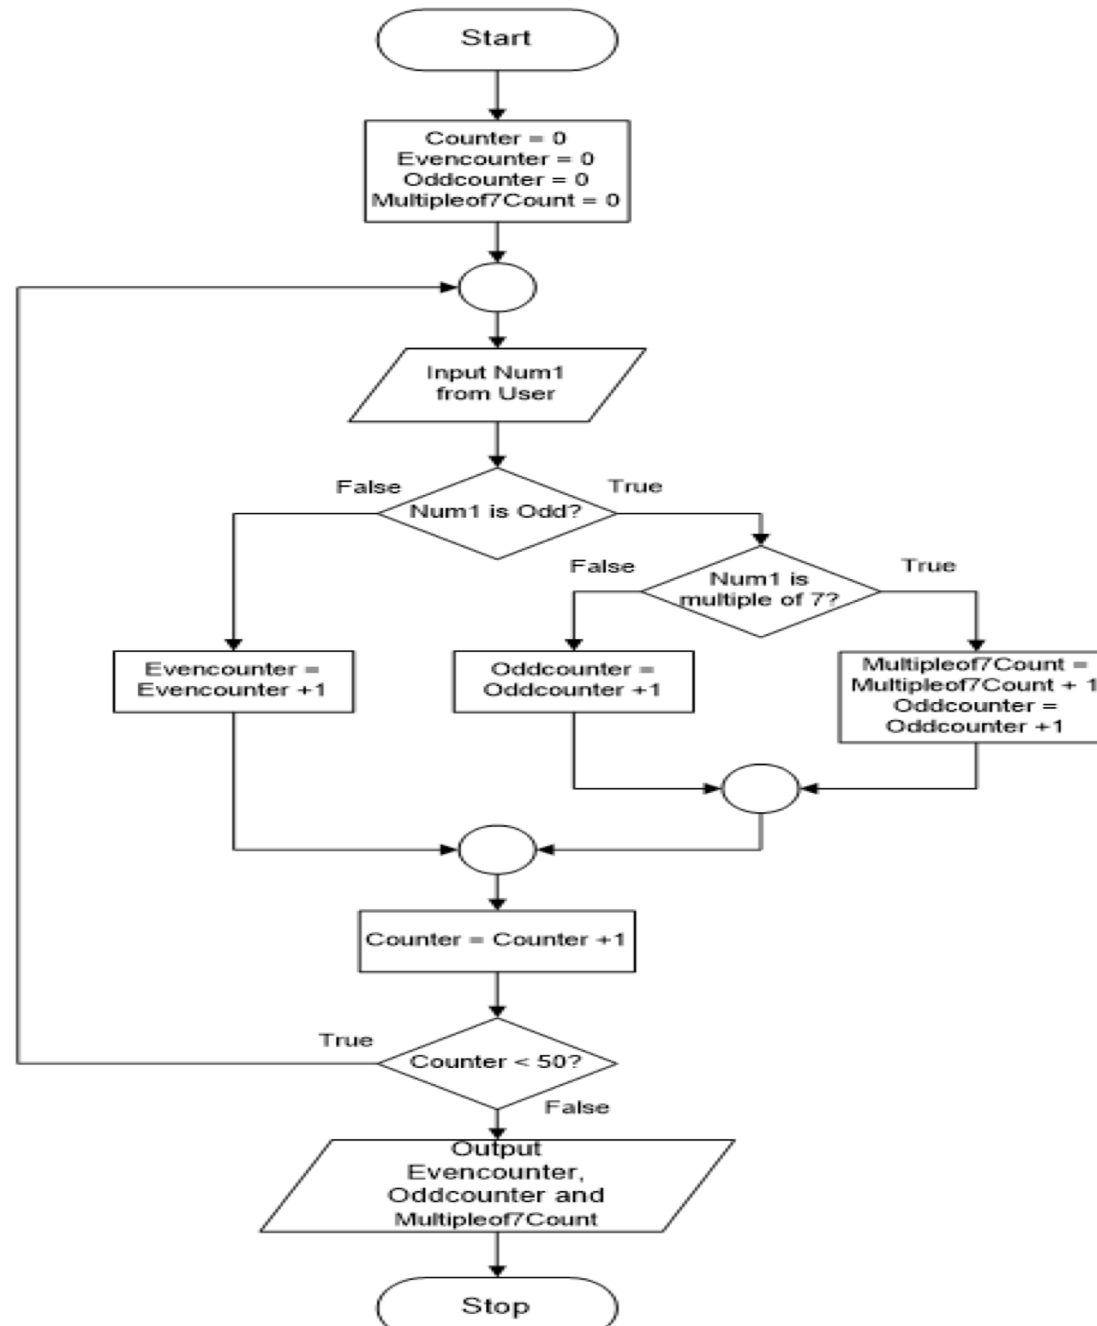 Start
Counter = 0
Evencounter = 0
Oddcounter = 0
Multipleof7Count = 0
Input Num1
from User
False
True
Num1 is Odd?
False
True
Num1 is
multiple of 7?
Evencounter =
Evencounter +1
Oddcounter =
Oddcounter +1
Multipleof7Count =
Multipleof7Count + 1
Oddcounter =
Oddcounter +1
Counter = Counter +1
True
Counter < 50?
False
Output
Evencounter,
Oddcounter and
Multipleof7Count
Stop